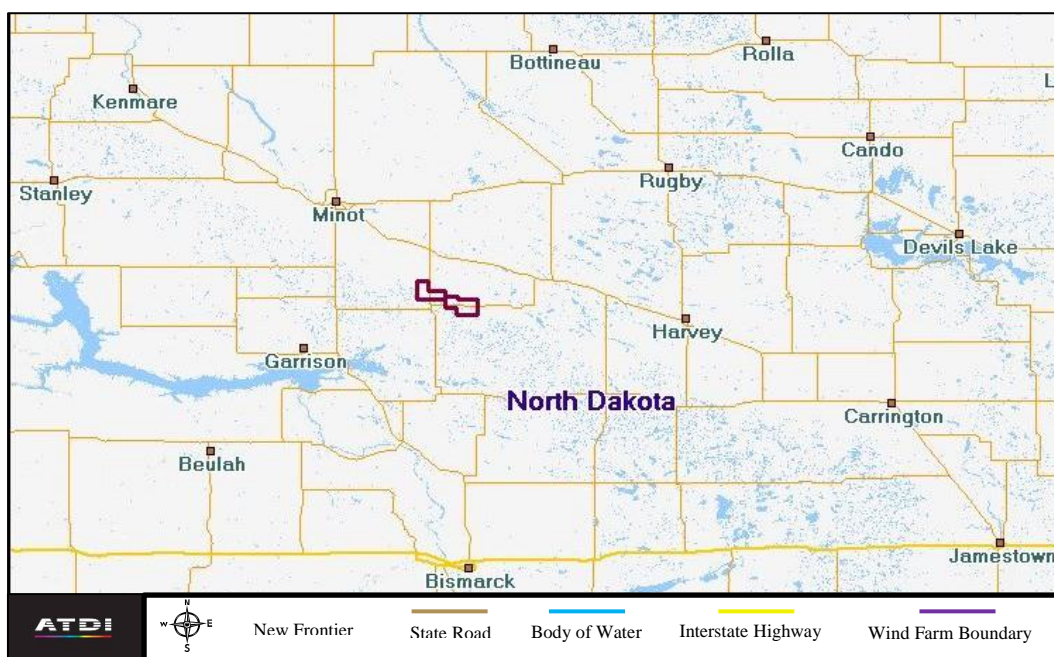 Rolla
Bottineau
L
Kenmare
Cando
Stanley
Rugby
Minot
Devils Lake
Harvey
Garrison
North Dakota
Carrington
Beulah
Jamestown
Bismarck
ATDI
N
W E
S
New Frontier
State Road
Body of Water
Interstate Highway
Wind Farm Boundary